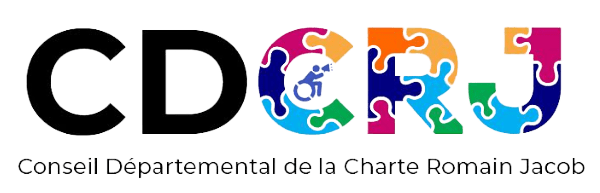 CDCRJ
Conseil Départemental de la Charte Romain Jacob